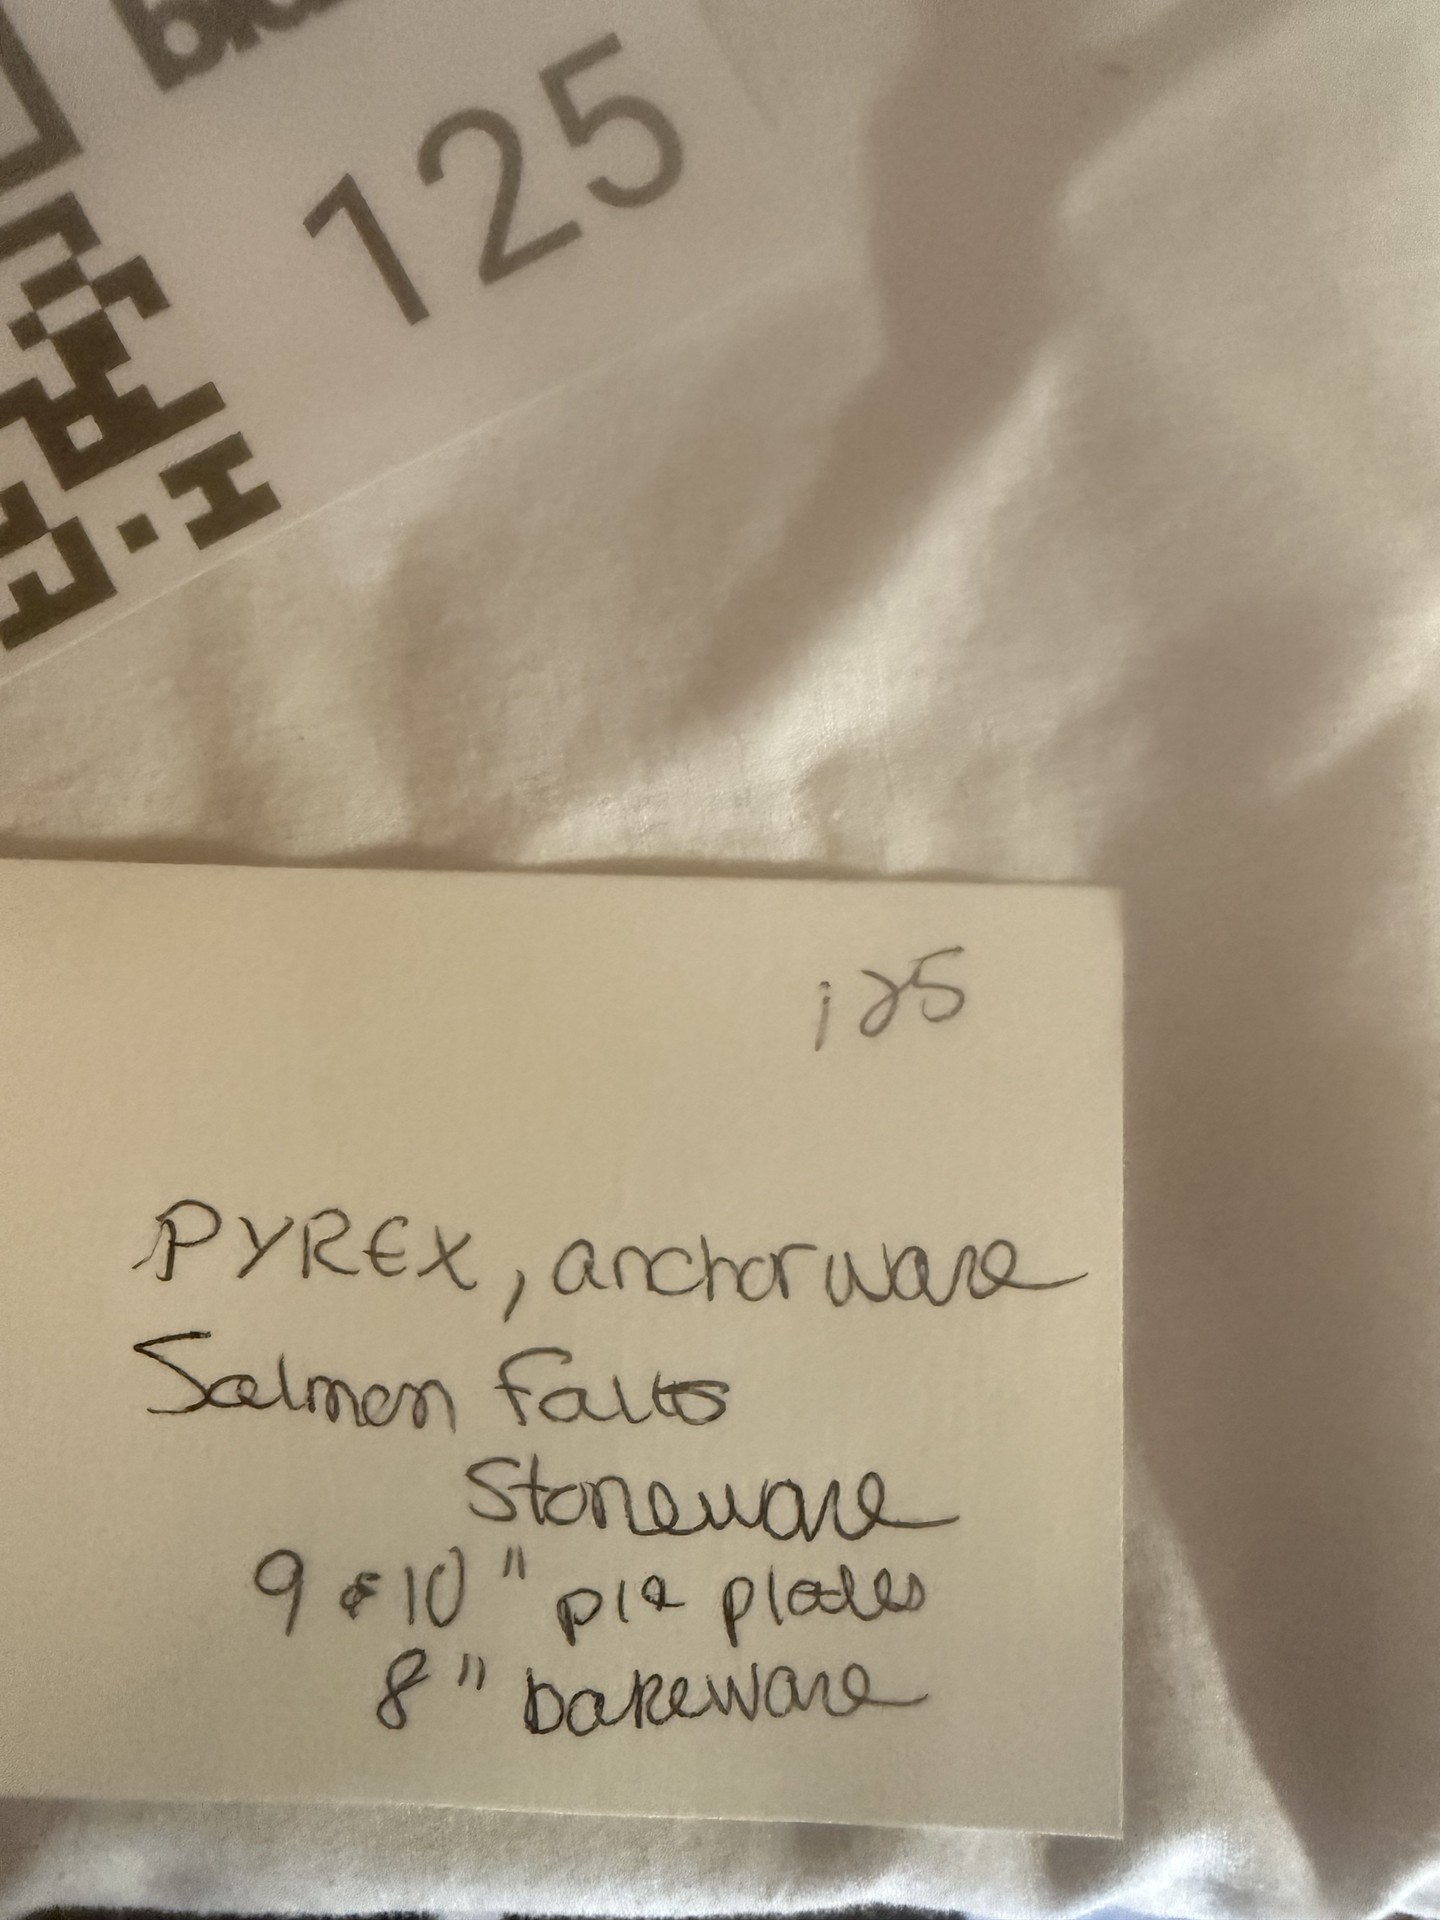 125
125
PYREX, anchorware
Salmon Falls
Stoneware
9 & 10" pie plates
8" bakeware